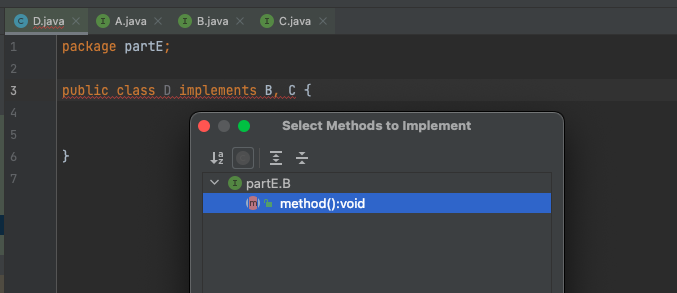 D.java A.java B.java C.java
1 package partE;
2
3 public class D implements B, C {
4
5
6 }
7
Select Methods to Implement
partE.B
method():void